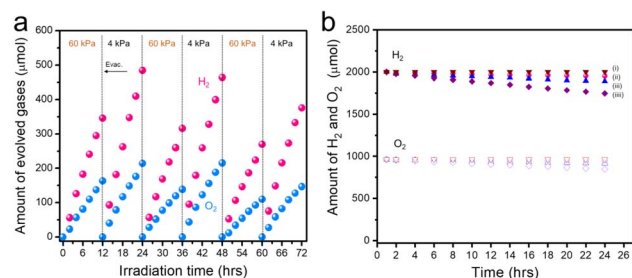 a
60 kPa 4 kPa 60 kPa 4 kPa 60 kPa 4 kPa
Evac.
H₂
O₂
Amount of evolved gases (μmol)
600
500
400
300
200
100
0
0 6 12 18 24 30 36 42 48 54 60 66 72
Irradiation time (hrs)
b
H₂
(i)
(ii)
(iii)
(iii)
O₂
Amount of H₂ and O₂ (μmol)
2500
2000
1500
1000
500
0
0 2 4 6 8 10 12 14 16 18 20 22 24 26
Time (hrs)